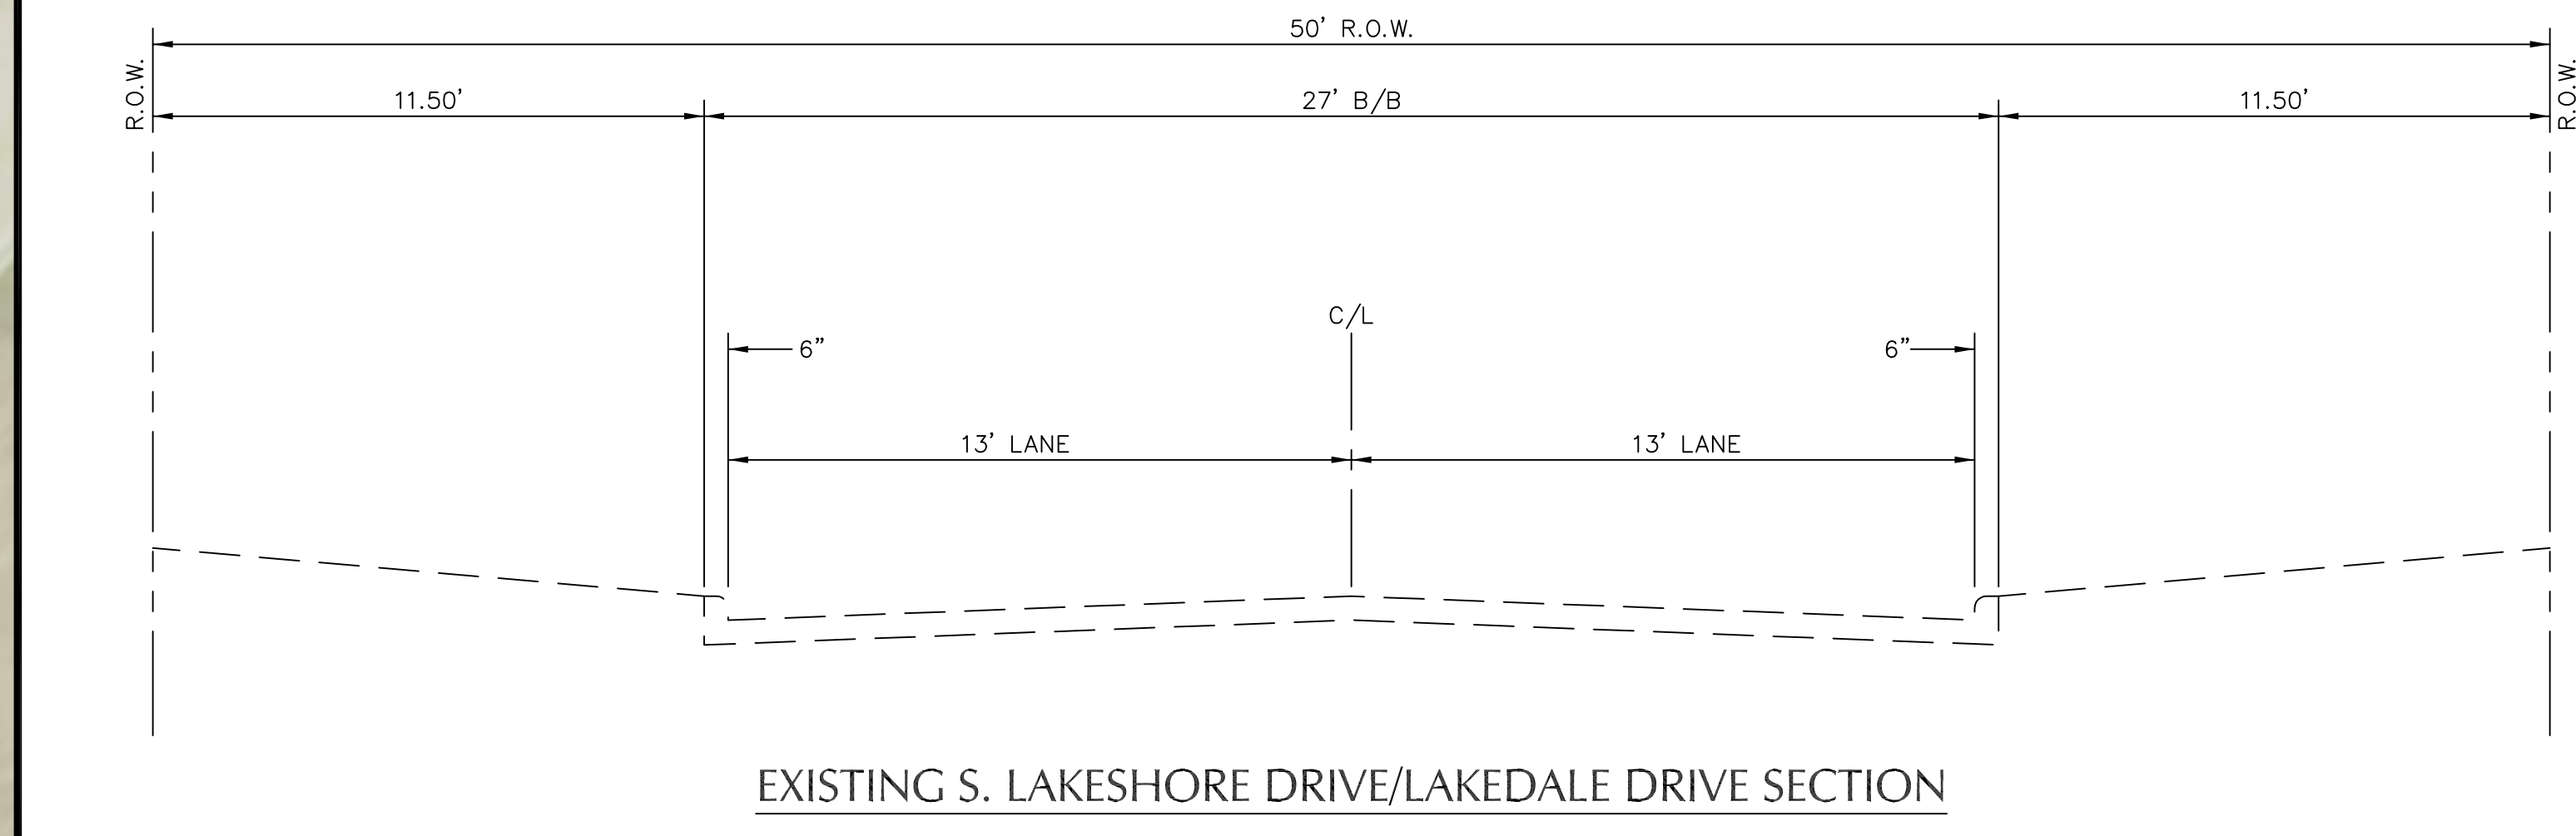 50' R.O.W.
R.O.W.
11.50'
27' B/B
11.50'
R.O.W.
C/L
6"
6"
13' LANE
13' LANE
EXISTING S. LAKESHORE DRIVE/LAKEDALE DRIVE SECTION